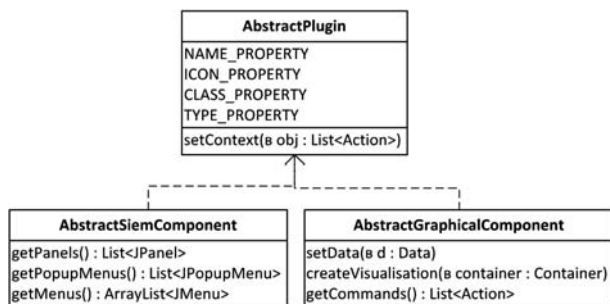 AbstractPlugin
NAME_PROPERTY
ICON_PROPERTY
CLASS_PROPERTY
TYPE_PROPERTY
setContext(в obj : List<Action>)
AbstractSiemComponent
getPanels() : List<JPanel>
getPopupMenus() : List<JPopupMenu>
getMenus() : ArrayList<JMenu>
AbstractGraphicalComponent
setData(в d : Data)
createVisualisation(в container : Container)
getCommands() : List<Action>